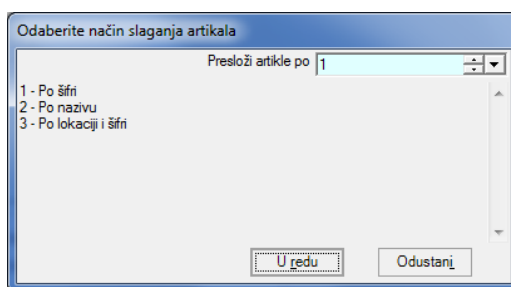 Odaberite način slaganja artikala
Presloži artikle po 1
1 - Po šifri
2 - Po nazivu
3 - Po lokaciji i šifri
U redu Odustani